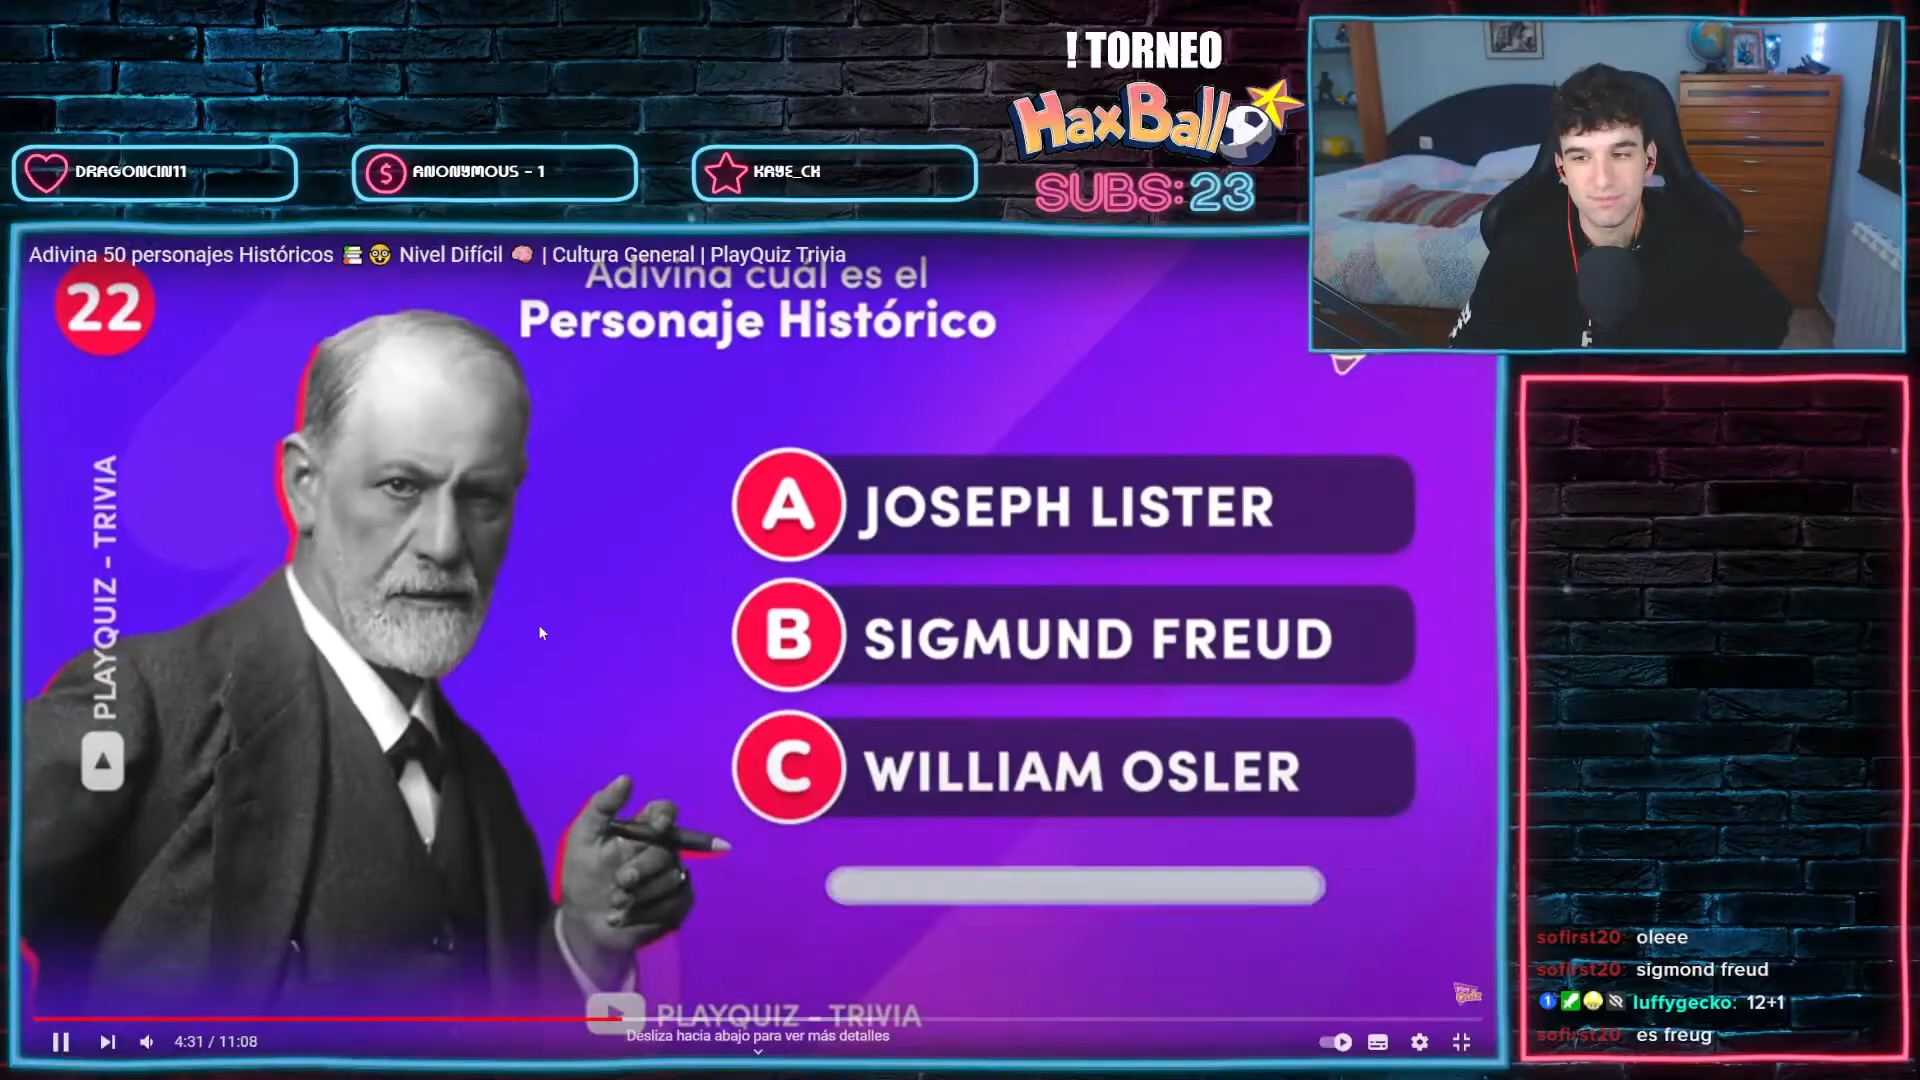 ! TORNEO
HaxBall
SUBS: 23
DRAGONCIN11
ANONYMOUS - 1
KAYE_CH
Adivina 50 personajes Históricos 📚 🤓 Nivel Difícil 🧠 | Cultura General | PlayQuiz Trivia
22
Adivina cuál es el
Personaje Histórico
PLAYQUIZ - TRIVIA
A JOSEPH LISTER
B SIGMUND FREUD
C WILLIAM OSLER
PLAYQUIZ - TRIVIA
Desliza hacia abajo para ver más detalles
4:31 / 11:08
Play Quiz
sofirst20: oleee
sofirst20: sigmond freud
1 luffygecko: 12+1
sofirst20: es freug